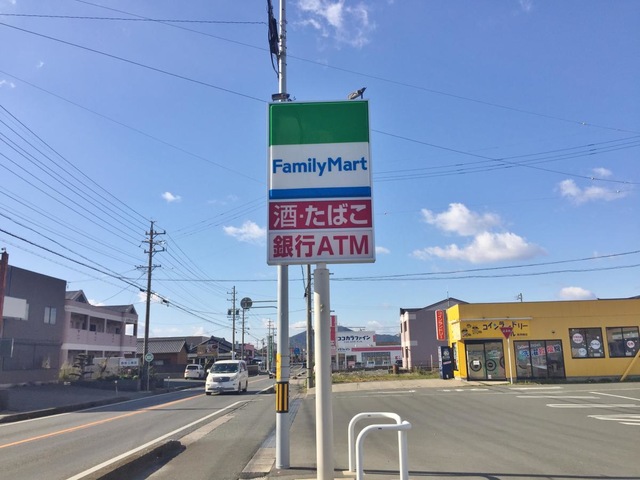 FamilyMart
酒・たばこ
銀行ATM
コインランドリー
ココカラファイン